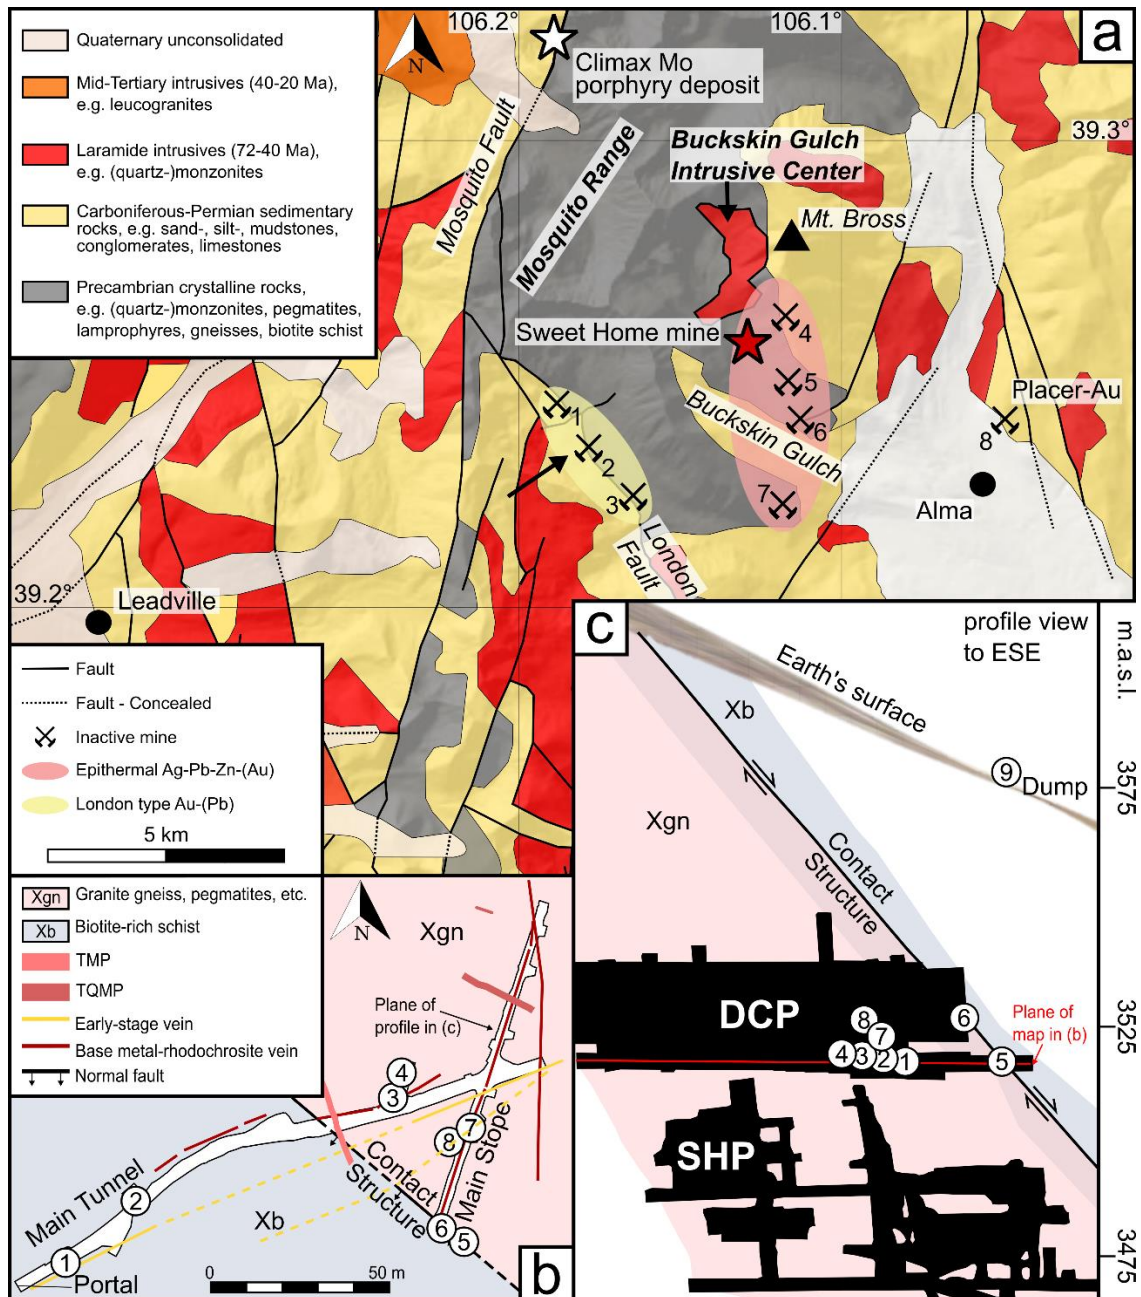 a
106.2°
106.1°
39.3°
39.2°
Quaternary unconsolidated
Mid-Tertiary intrusives (40-20 Ma),
e.g. leucogranites
Laramide intrusives (72-40 Ma),
e.g. (quartz-)monzonites
Carboniferous-Permian sedimentary
rocks, e.g. sand-, silt-, mudstones,
conglomerates, limestones
Precambrian crystalline rocks,
e.g. (quartz-)monzonites, pegmatites,
lamprophyres, gneisses, biotite schist
N
Climax Mo
porphyry deposit
Mosquito Fault
Mosquito Range
Buckskin Gulch
Intrusive Center
Mt. Bross
Sweet Home mine
4
5
6
7
Buckskin Gulch
Placer-Au
8
Alma
1
2
3
London
Fault
Leadville
Fault
Fault - Concealed
Inactive mine
Epithermal Ag-Pb-Zn-(Au)
London type Au-(Pb)
5 km
Xgn
Granite gneiss, pegmatites, etc.
Xb
Biotite-rich schist
TMP
TQMP
Early-stage vein
Base metal-rhodochrosite vein
Normal fault
N
Xgn
Plane of
profile in (c)
4
3
7
8
Main Stope
Contact
Structure
Main Tunnel
2
Xb
6
5
1
Portal
0
50 m
b
c
profile view
to ESE
m.a.s.l.
Earth's surface
Xb
9
Dump
3575
Xgn
Contact
Structure
DCP
8
7
6
4
3
2
1
5
Plane of
map in (b)
3525
SHP
3475